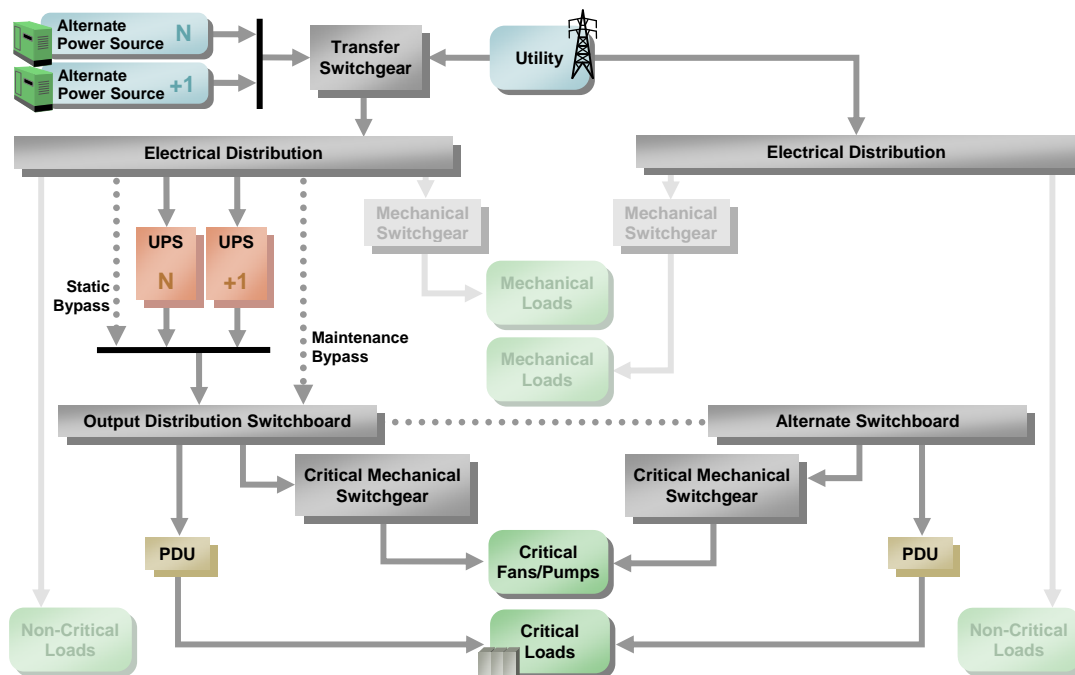 Alternate
Power Source N
Alternate
Power Source +1
Transfer
Switchgear
Utility
Electrical Distribution
Electrical Distribution
Mechanical
Switchgear
Mechanical
Switchgear
UPS
N
UPS
+1
Static
Bypass
Mechanical
Loads
Maintenance
Bypass
Mechanical
Loads
Output Distribution Switchboard
Alternate Switchboard
Critical Mechanical
Switchgear
Critical Mechanical
Switchgear
PDU
Critical
Fans/Pumps
PDU
Non-Critical
Loads
Critical
Loads
Non-Critical
Loads